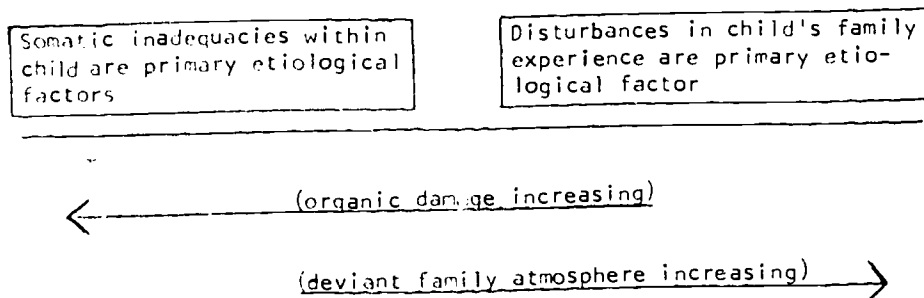 Somatic inadequacies within
child are primary etiological
factors
Disturbances in child's family
experience are primary etio-
logical factor
(organic damage increasing)
(deviant family atmosphere increasing)